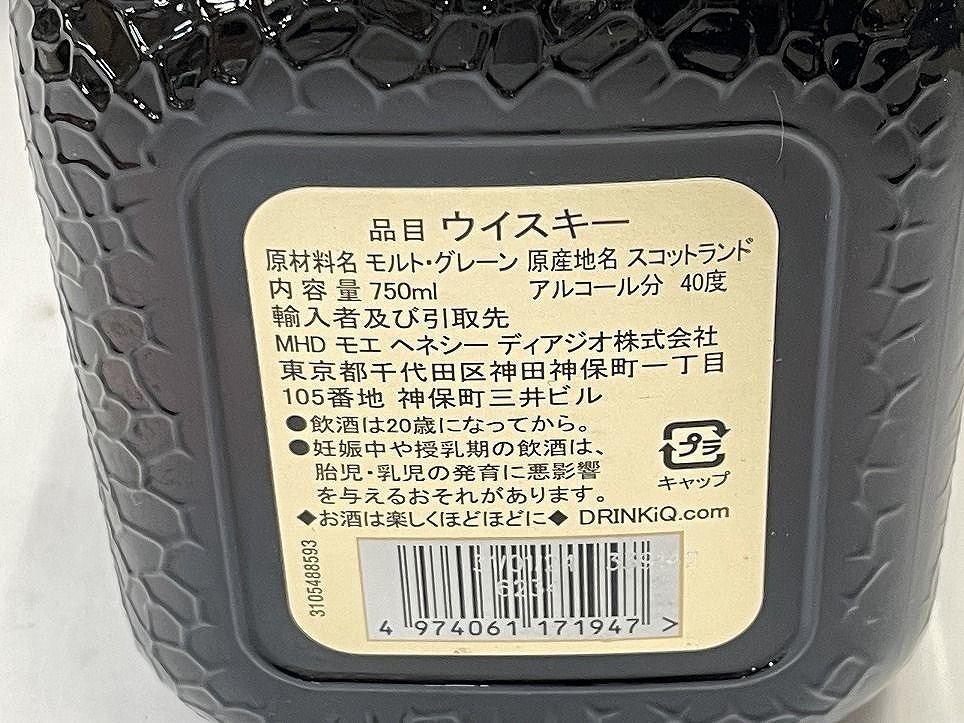 品目 ウイスキー
原材料名 モルト・グレーン 原産地名 スコットランド
内容量 750ml アルコール分 40度
輸入者及び引取先
MHD モエ ヘネシー ディアジオ株式会社
東京都千代田区神田神保町一丁目
105番地 神保町三井ビル
●飲酒は20歳になってから。
●妊娠中や授乳期の飲酒は、
胎児・乳児の発育に悪影響
を与えるおそれがあります。
プラ
キャップ
◆お酒は楽しくほどほどに◆ DRINKiQ.com
3105488593
4 974061 171947 >